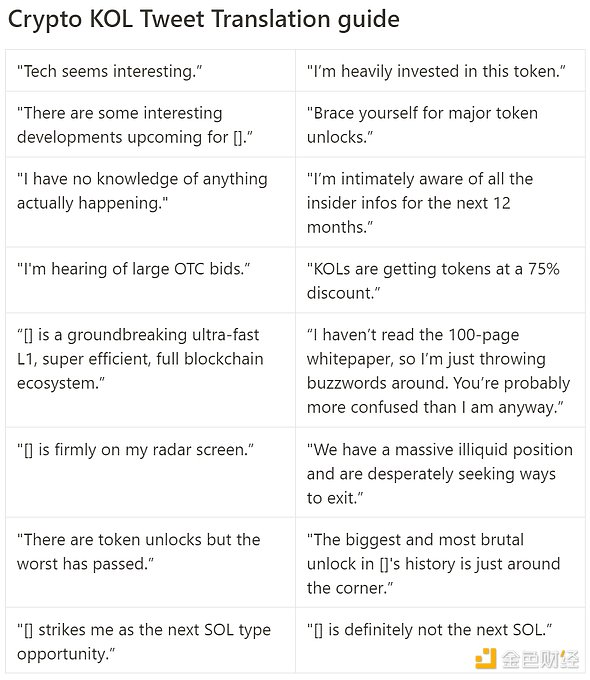 Crypto KOL Tweet Translation guide
"Tech seems interesting.”
"I’m heavily invested in this token.”
"There are some interesting
developments upcoming for [].”
"Brace yourself for major token
unlocks.”
"I have no knowledge of anything
actually happening."
"I’m intimately aware of all the
insider infos for the next 12
months.”
"I'm hearing of large OTC bids.”
"KOLs are getting tokens at a 75%
discount.”
“[] is a groundbreaking ultra-fast
L1, super efficient, full blockchain
ecosystem.”
“I haven’t read the 100-page
whitepaper, so I’m just throwing
buzzwords around. You’re probably
more confused than I am anyway.”
"[] is firmly on my radar screen.”
"We have a massive illiquid position
and are desperately seeking ways
to exit.”
"There are token unlocks but the
worst has passed.”
"The biggest and most brutal
unlock in []'s history is just around
the corner.”
"[] strikes me as the next SOL type
opportunity.”
"[] is definitely not the next SOL.”
金色财经